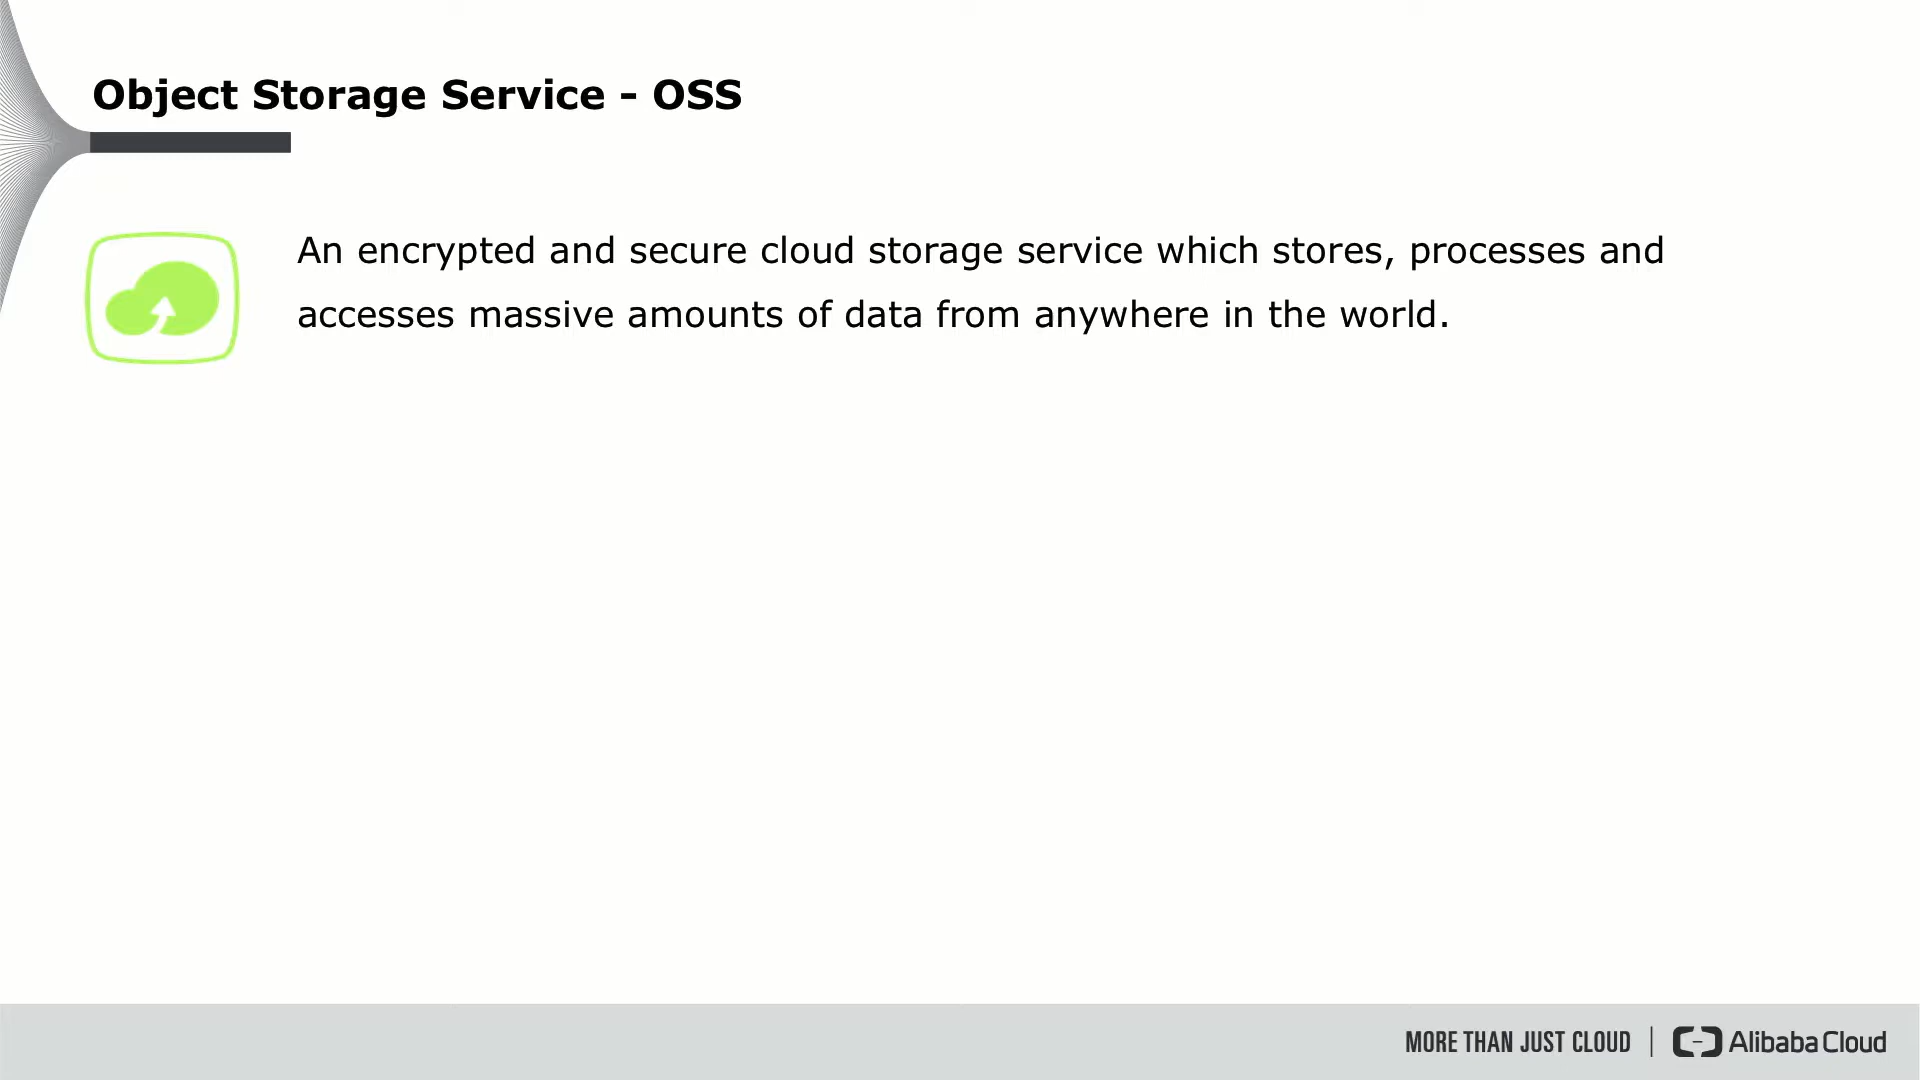 Object Storage Service - OSS
An encrypted and secure cloud storage service which stores, processes and
accesses massive amounts of data from anywhere in the world.
MORE THAN JUST CLOUD | Alibaba Cloud